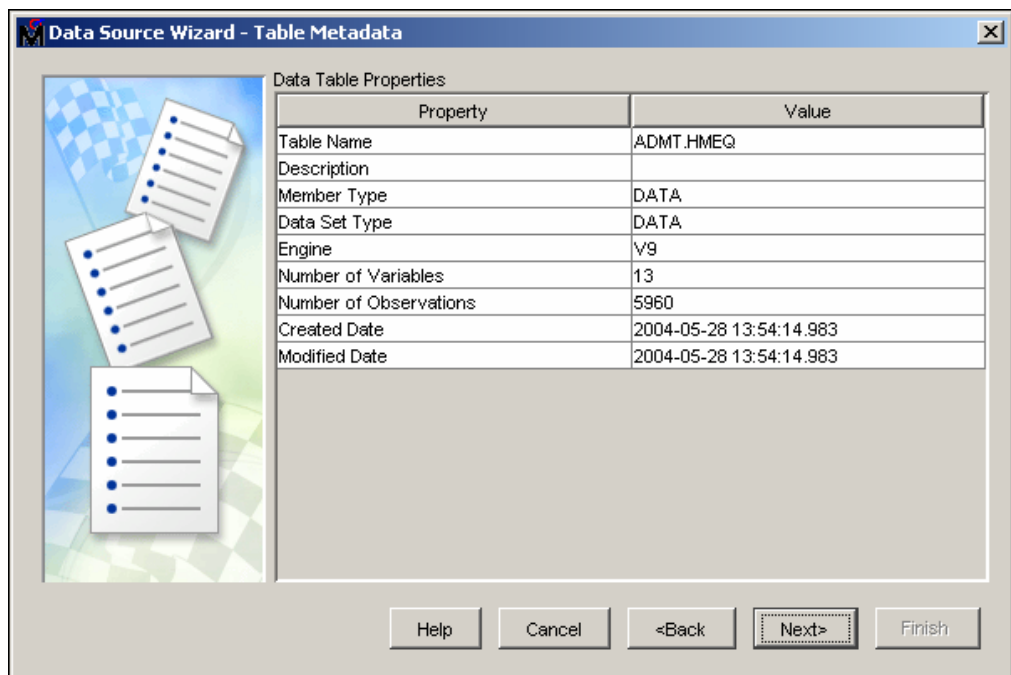 Data Source Wizard - Table Metadata
Data Table Properties
Property Value
Table Name ADMT.HMEQ
Description
Member Type DATA
Data Set Type DATA
Engine V9
Number of Variables 13
Number of Observations 5960
Created Date 2004-05-28 13:54:14.983
Modified Date 2004-05-28 13:54:14.983
Help Cancel <Back Next> Finish